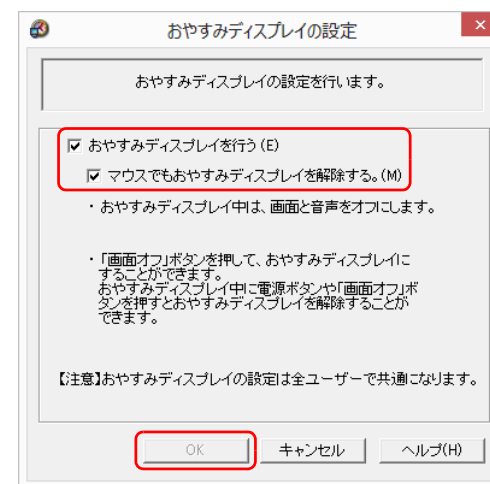 おやすみディスプレイの設定
おやすみディスプレイの設定を行います。
おやすみディスプレイを行う(E)
マウスでもおやすみディスプレイを解除する。(M)
・おやすみディスプレイ中は、画面と音声をオフにします。
・「画面オフ」ボタンを押して、おやすみディスプレイに
することができます。
おやすみディスプレイ中に電源ボタンや「画面オフ」ボ
タンを押すとおやすみディスプレイを解除することが
できます。
【注意】おやすみディスプレイの設定は全ユーザーで共通になります。
OK キャンセル ヘルプ(H)